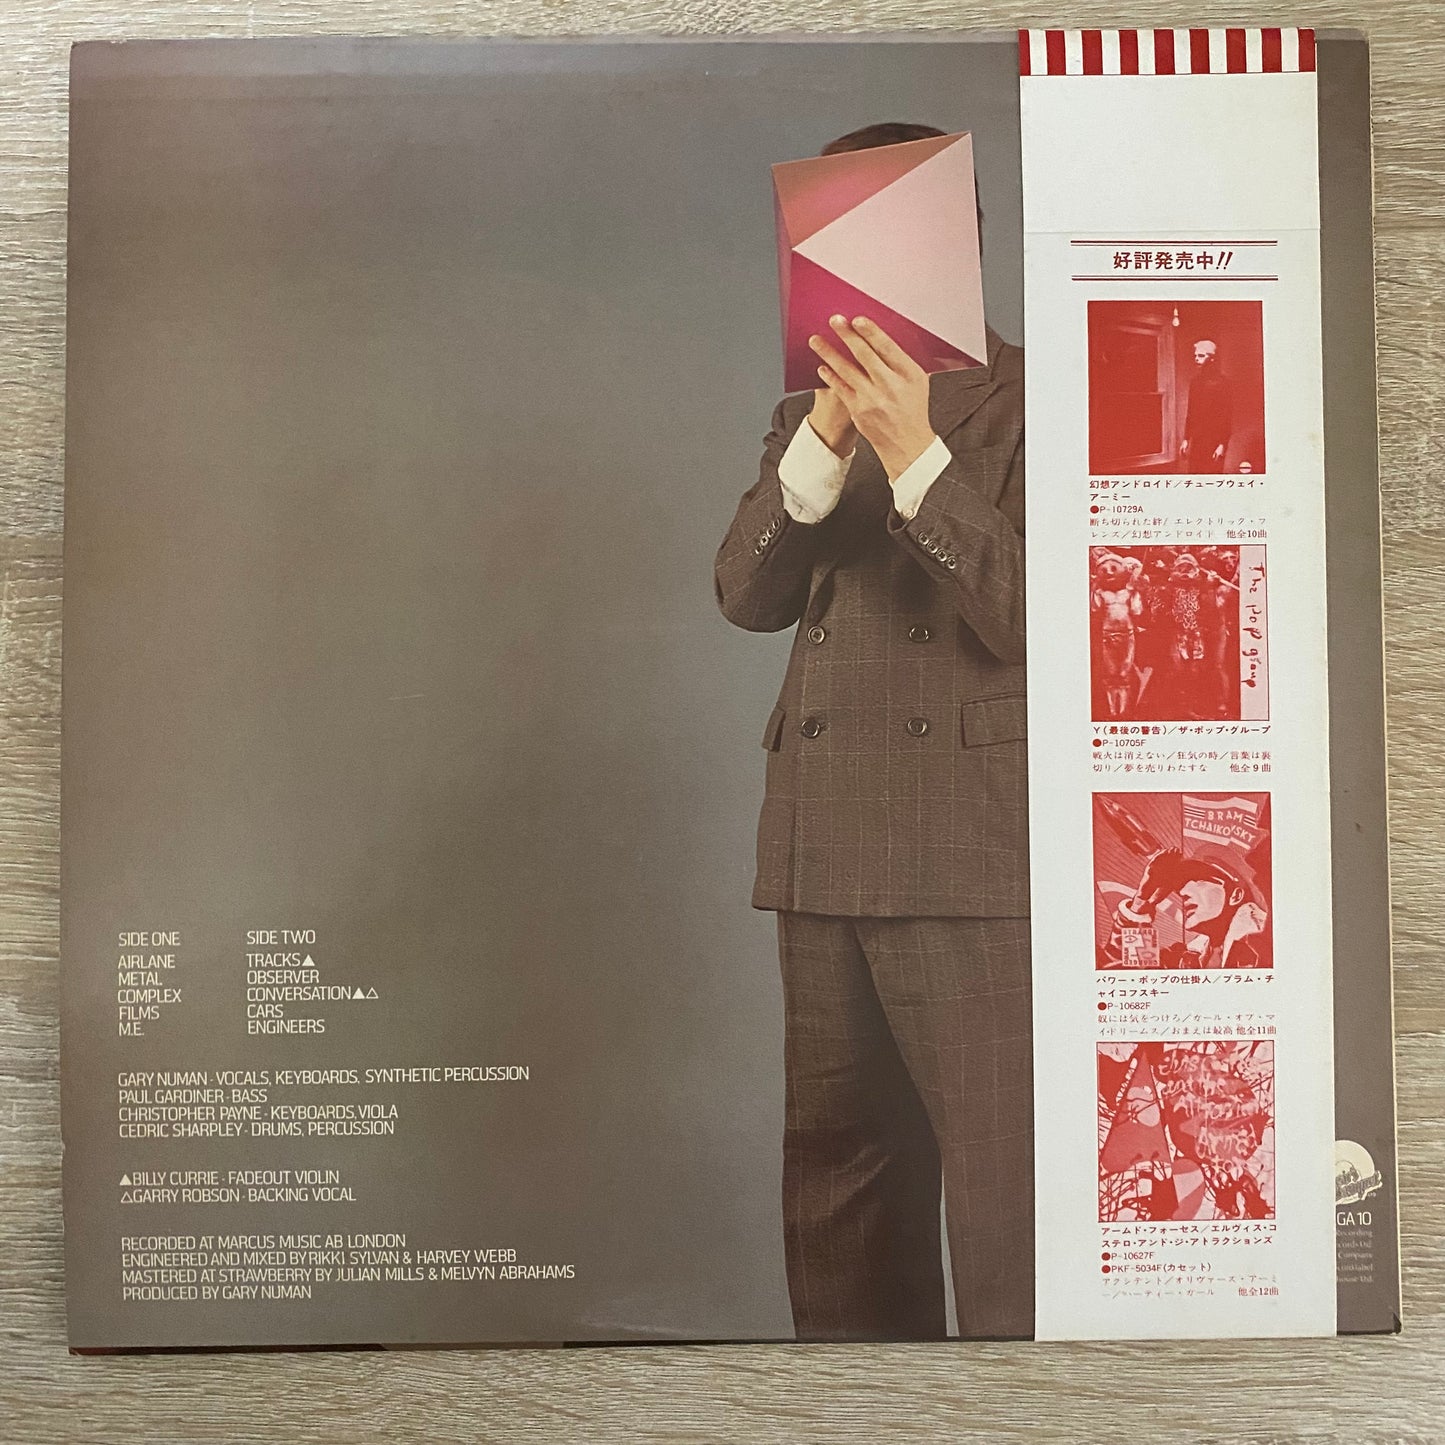 SIDE ONE
AIRLANE
METAL
COMPLEX
FILMS
M.E.
SIDE TWO
TRACKS▲
OBSERVER
CONVERSATION▲△
CARS
ENGINEERS
GARY NUMAN · VOCALS, KEYBOARDS, SYNTHETIC PERCUSSION
PAUL GARDINER · BASS
CHRISTOPHER PAYNE · KEYBOARDS, VIOLA
CEDRIC SHARPLEY · DRUMS, PERCUSSION
▲BILLY CURRIE · FADEOUT VIOLIN
△GARRY ROBSON · BACKING VOCAL
RECORDED AT MARCUS MUSIC AB LONDON
ENGINEERED AND MIXED BY RIKKI SYLVAN & HARVEY WEBB
MASTERED AT STRAWBERRY BY JULIAN MILLS & MELVYN ABRAHAMS
PRODUCED BY GARY NUMAN
好評発売中!!
幻想アンドロイド／チューブウェイ・
アーミー
●P-10729A
断ち切られた絆/エレクトリック・フ
レンズ／幻想アンドロイド 他全10曲
The POP group
Y(最後の警告)／ザ・ポップ・グループ
●P-10705F
戦火は消えない／狂気の時／言葉は裏
切り／夢を売りわたすな 他全9曲
BRAM
TCHAIKOVSKY
STRANGE
パワー・ポップの仕掛人／ブラム・チ
ャイコフスキー
●P-10682F
奴には気をつけろ／ガール・オブ・マ
イ・ドリームス／おまえは最高 他全11曲
アームド・フォーセス／エルヴィス・コ
ステロ・アンド・ジ・アトラクションズ
●P-10627F
●PKF-5034F(カセット)
アクシデント／オリヴァース・アーミ
ー／パーティー・ガール 他全12曲
GA 10
Recording
cords Ltd
Company
house Ltd.